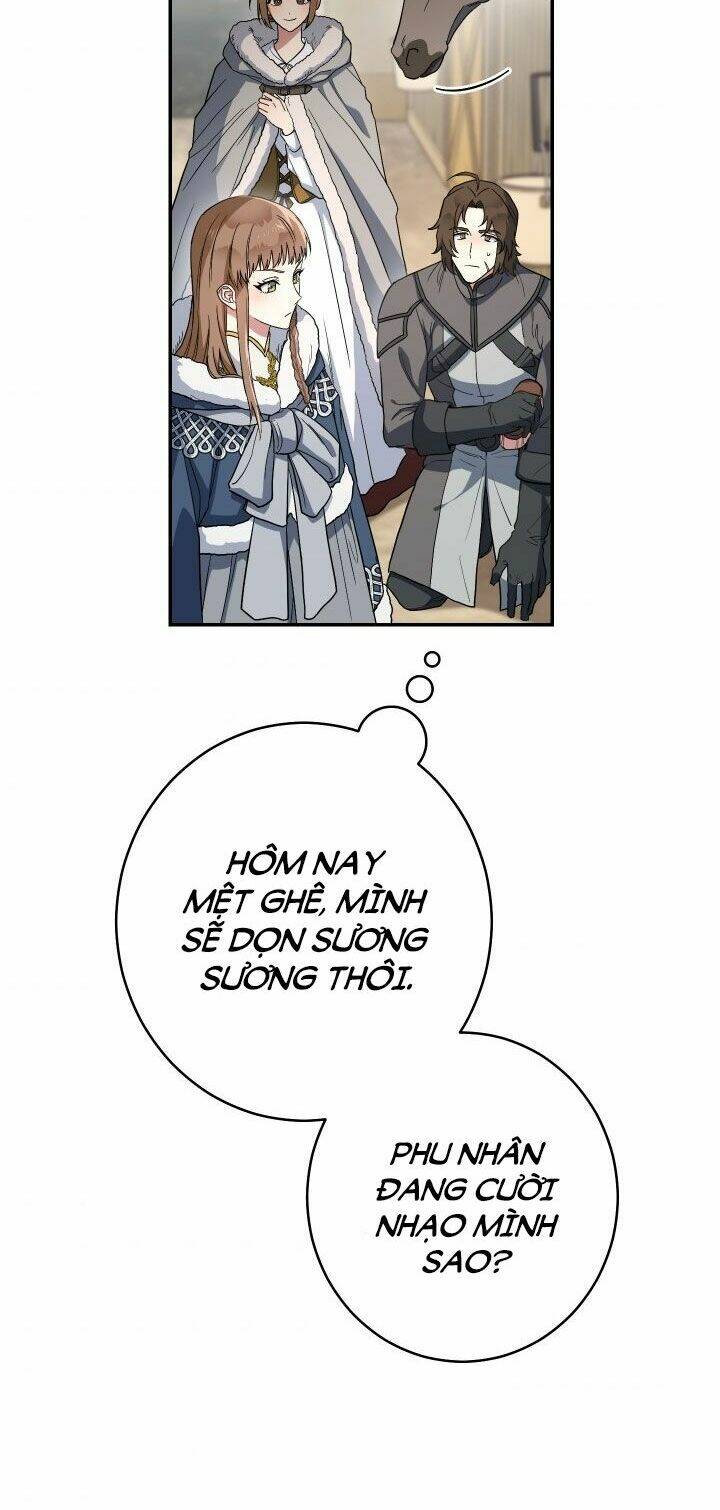 HÔM NAY
MỆT GHÊ, MÌNH
SẼ DỌN SƯƠNG
SƯƠNG THÔI.
PHU NHÂN
ĐANG CƯỜI
NHẠO MÌNH
SAO?